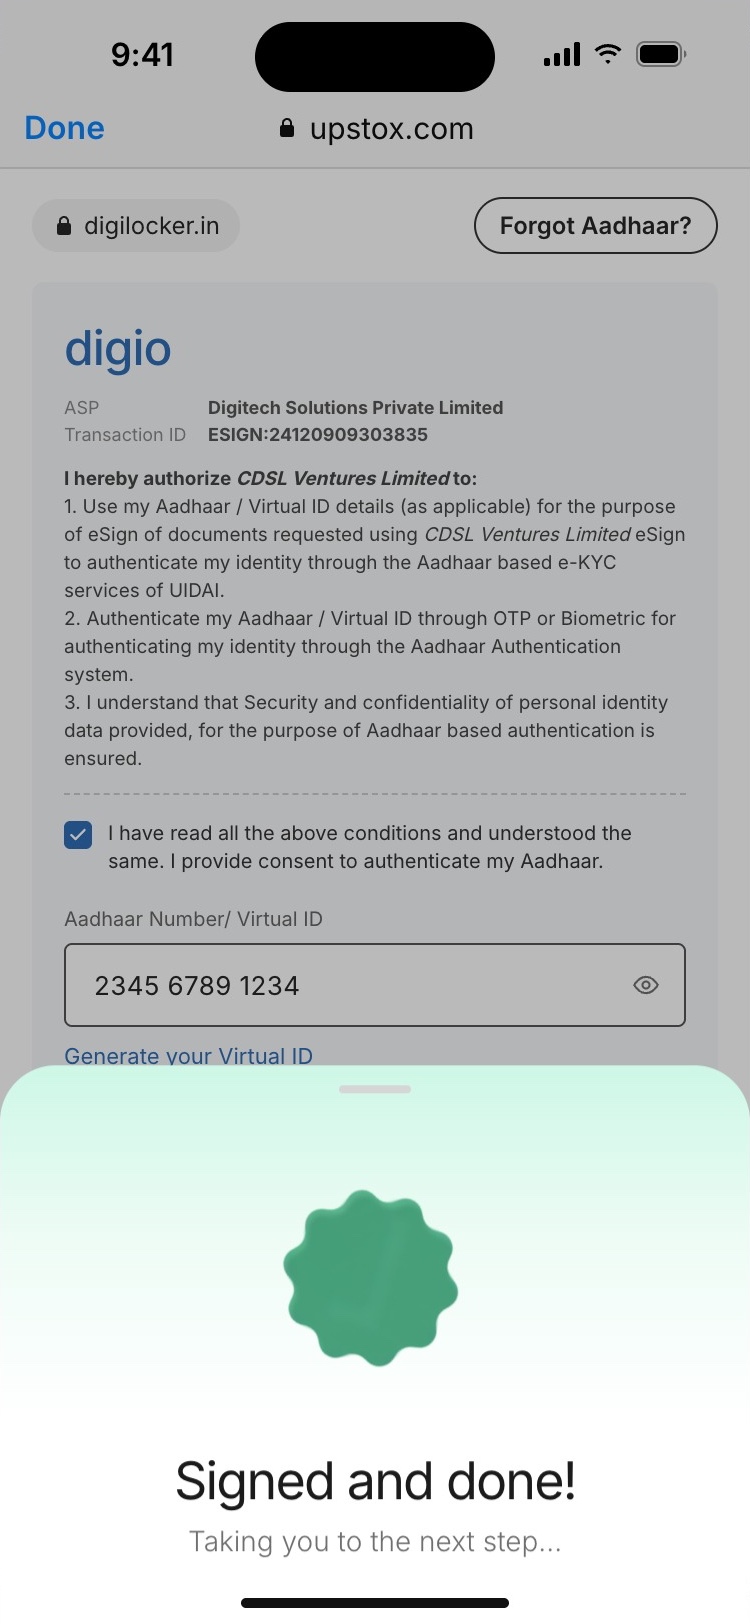 9:41
Done
upstox.com
digilocker.in
Forgot Aadhaar?
digio
ASP Digitech Solutions Private Limited
Transaction ID ESIGN:24120909303835
I hereby authorize CDSL Ventures Limited to:
1. Use my Aadhaar / Virtual ID details (as applicable) for the purpose
of eSign of documents requested using CDSL Ventures Limited eSign
to authenticate my identity through the Aadhaar based e-KYC
services of UIDAI.
2. Authenticate my Aadhaar / Virtual ID through OTP or Biometric for
authenticating my identity through the Aadhaar Authentication
system.
3. I understand that Security and confidentiality of personal identity
data provided, for the purpose of Aadhaar based authentication is
ensured.
I have read all the above conditions and understood the
same. I provide consent to authenticate my Aadhaar.
Aadhaar Number/ Virtual ID
2345 6789 1234
Generate your Virtual ID
Signed and done!
Taking you to the next step...